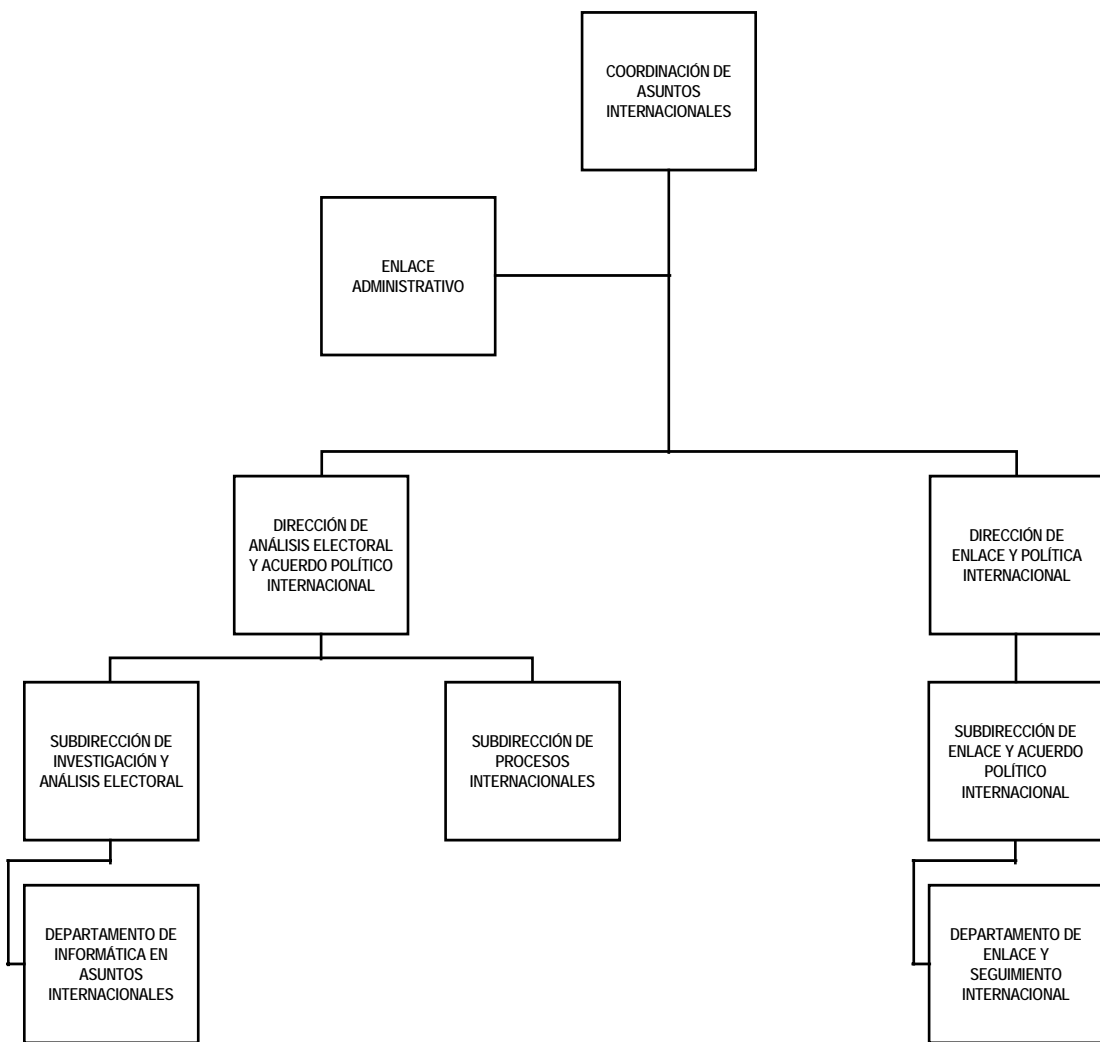 COORDINACIÓN DE
ASUNTOS
INTERNACIONALES
ENLACE
ADMINISTRATIVO
DIRECCIÓN DE
ANÁLISIS ELECTORAL
Y ACUERDO POLÍTICO
INTERNACIONAL
DIRECCIÓN DE
ENLACE Y POLÍTICA
INTERNACIONAL
SUBDIRECCIÓN DE
INVESTIGACIÓN Y
ANÁLISIS ELECTORAL
SUBDIRECCIÓN DE
PROCESOS
INTERNACIONALES
SUBDIRECCIÓN DE
ENLACE Y ACUERDO
POLÍTICO
INTERNACIONAL
DEPARTAMENTO DE
INFORMÁTICA EN
ASUNTOS
INTERNACIONALES
DEPARTAMENTO DE
ENLACE Y
SEGUIMIENTO
INTERNACIONAL